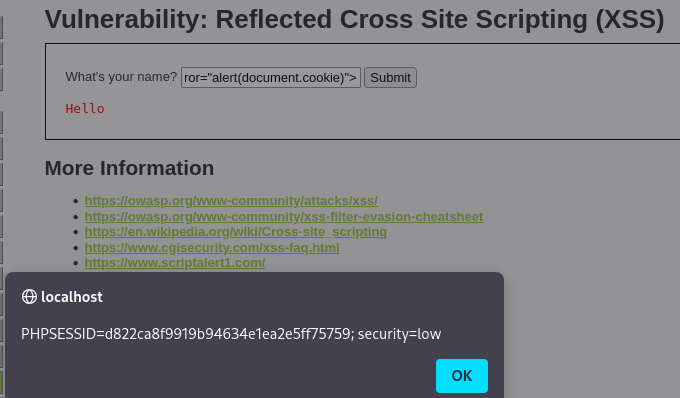 Vulnerability: Reflected Cross Site Scripting (XSS)
What's your name? ror="alert(document.cookie)"> Submit
Hello
More Information
https://owasp.org/www-community/attacks/xss/
https://owasp.org/www-community/xss-filter-evasion-cheatsheet
https://en.wikipedia.org/wiki/Cross-site_scripting
https://www.cgisecurity.com/xss-faq.html
https://www.scriptalert1.com/
localhost
PHPSESSID=d822ca8f9919b94634e1ea2e5ff75759; security=low
OK